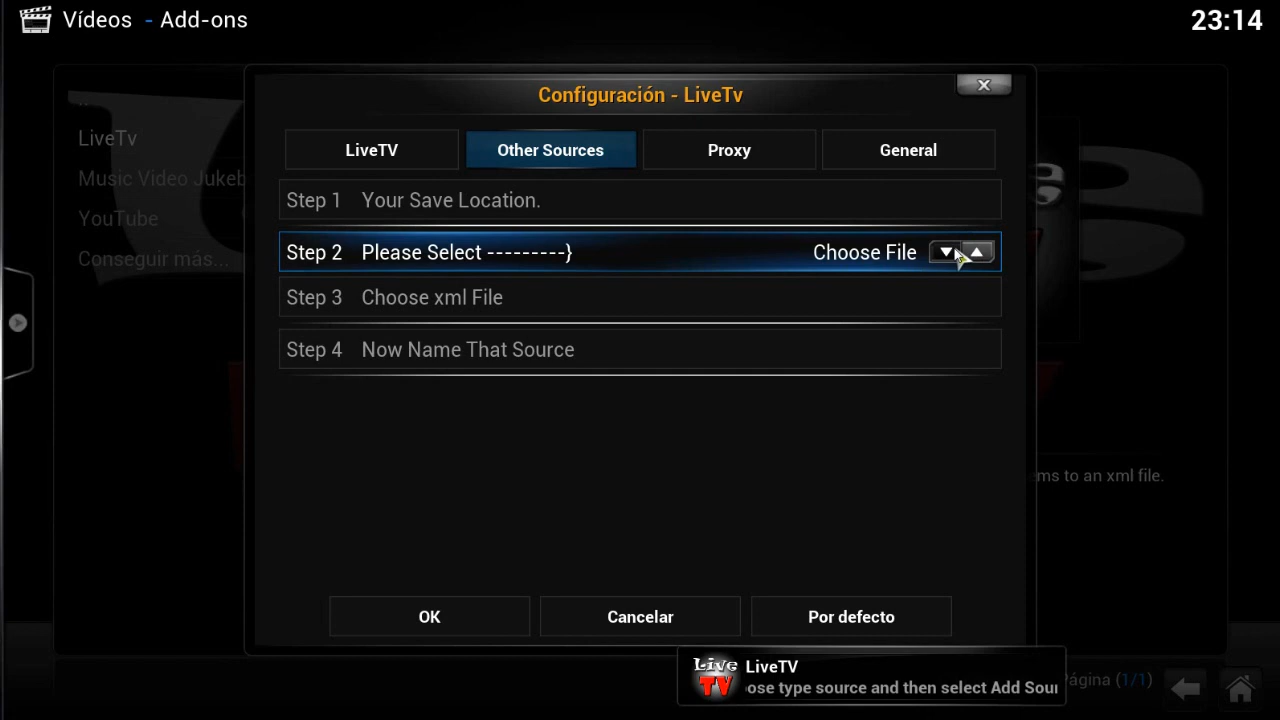 Vídeos - Add-ons
23:14
Configuración - LiveTv
LiveTV Other Sources Proxy General
Step 1 Your Save Location.
Step 2 Please Select ---------} Choose File
Step 3 Choose xml File
Step 4 Now Name That Source
OK Cancelar Por defecto
..
LiveTv
Music Video Jukeb
YouTube
Conseguir más...
ms to an xml file.
Live TV
LiveTV
ose type source and then select Add Sour
Página (1/1)